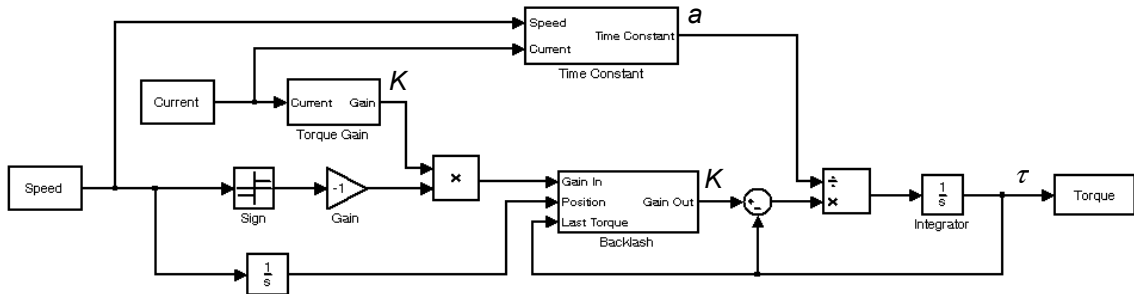 a
Speed
Time Constant
Current
Time Constant
K
Current
Current Gain
Torque Gain
Speed
Sign
-1
Gain
×
Gain In
Position
Last Torque
Gain Out
Backlash
K
+
-
÷
×
1
s
Integrator
τ
Torque
1
s